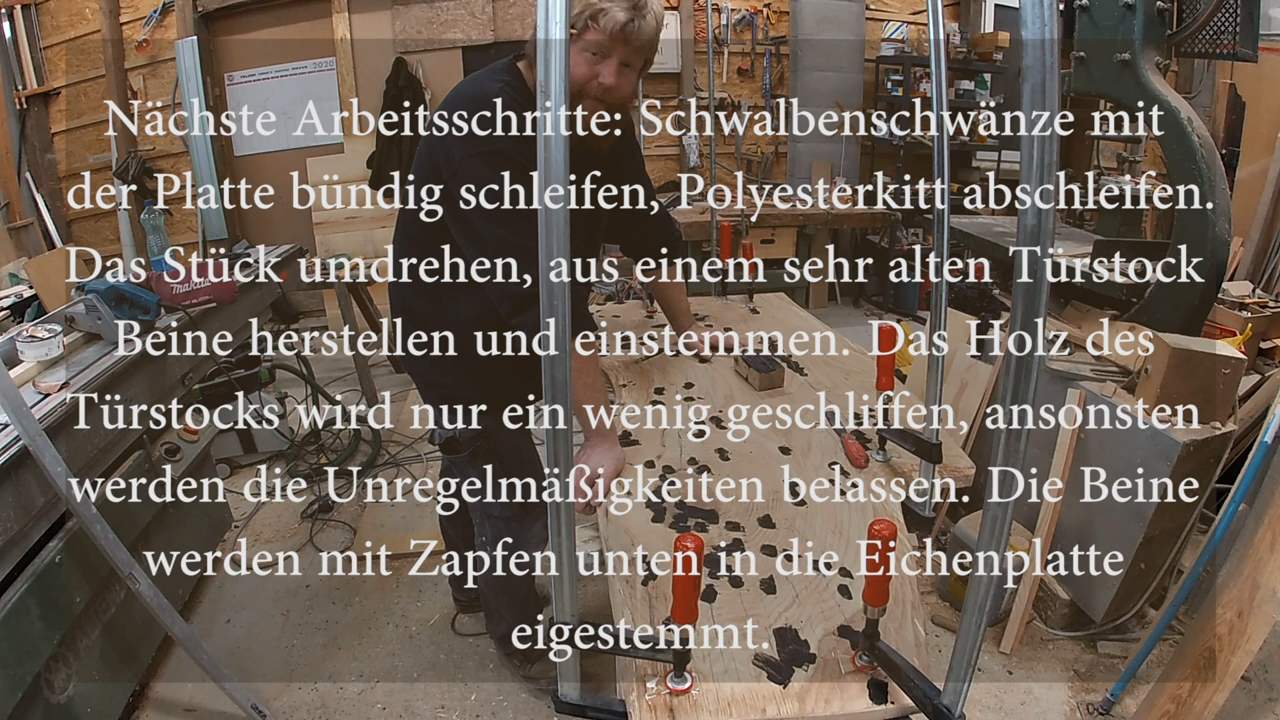 Nächste Arbeitsschritte: Schwalbenschwänze mit
der Platte bündig schleifen, Polyesterkitt abschleifen.
Das Stück umdrehen, aus einem sehr alten Türstock
Beine herstellen und einstemmen. Das Holz des
Türstocks wird nur ein wenig geschliffen, ansonsten
werden die Unregelmäßigkeiten belassen. Die Beine
werden mit Zapfen unten in die Eichenplatte
eigestemmt.
2020
makita